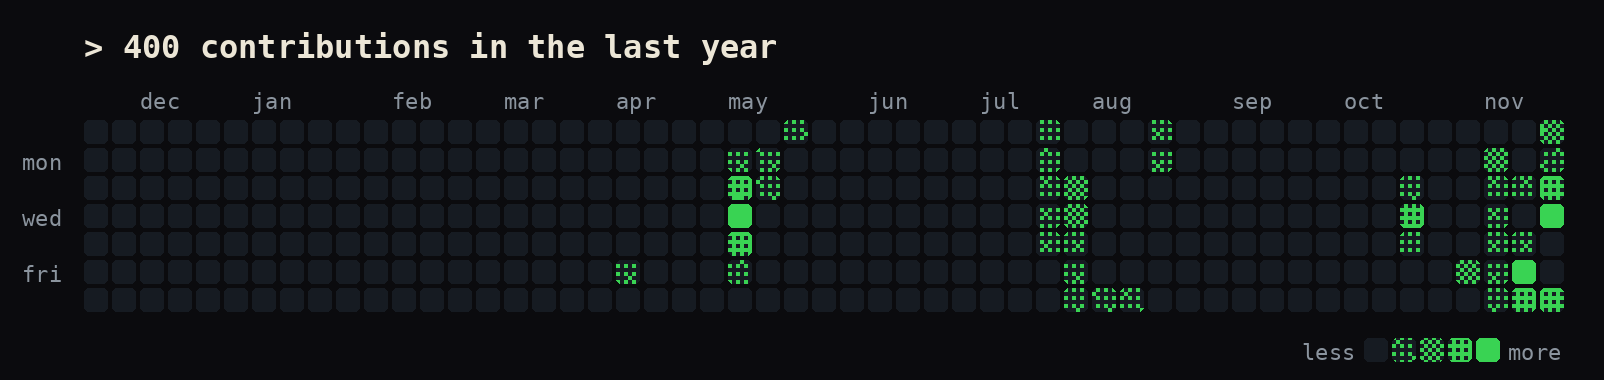 > 400 contributions in the last year
dec jan feb mar apr may jun jul aug sep oct nov
mon
wed
fri
less more